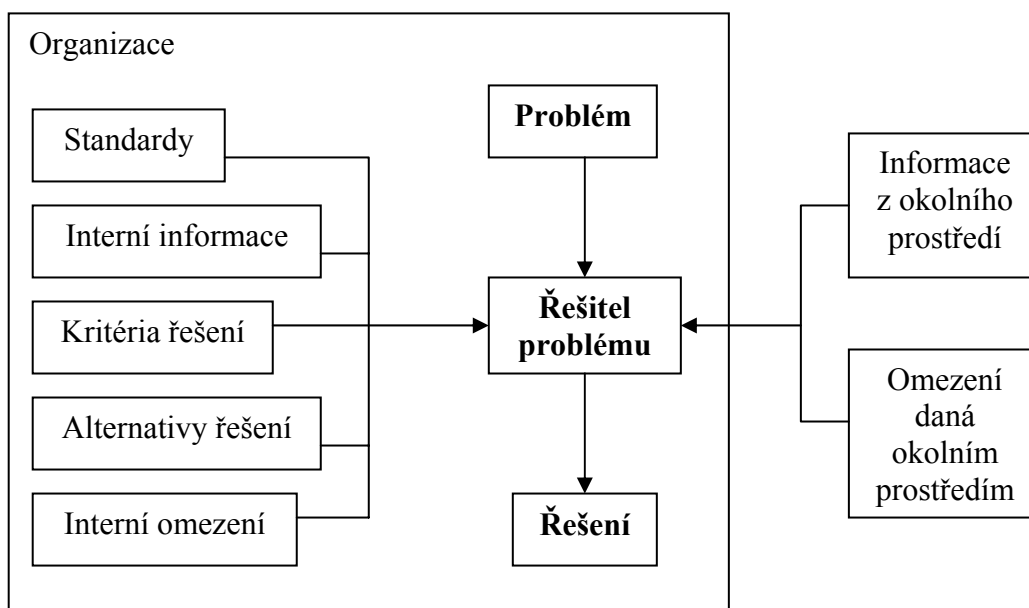 Organizace
Standardy
Interní informace
Kritéria řešení
Alternativy řešení
Interní omezení
Problém
Řešitel
problému
Řešení
Informace
z okolního
prostředí
Omezení
daná
okolním
prostředím